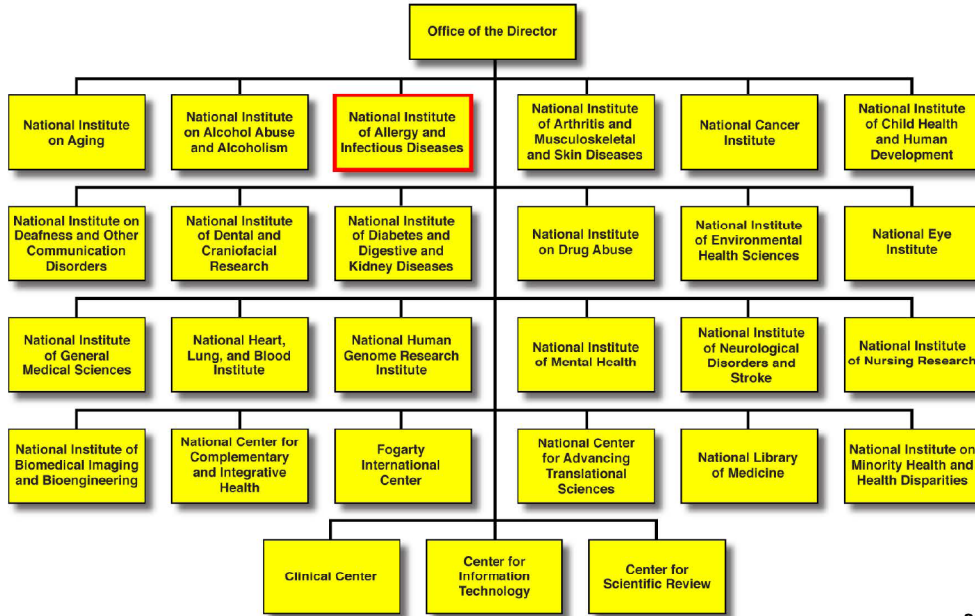 Office of the Director
National Institute
on Aging
National Institute
on Alcohol Abuse
and Alcoholism
National Institute
of Allergy and
Infectious Diseases
National Institute
of Arthritis and
Musculoskeletal
and Skin Diseases
National Cancer
Institute
National Institute
of Child Health
and Human
Development
National Institute on
Deafness and Other
Communication
Disorders
National Institute
of Dental and
Craniofacial
Research
National Institute
of Diabetes and
Digestive and
Kidney Diseases
National Institute
on Drug Abuse
National Institute
of Environmental
Health Sciences
National Eye
Institute
National Institute
of General
Medical Sciences
National Heart,
Lung, and Blood
Institute
National Human
Genome Research
Institute
National Institute
of Mental Health
National Institute
of Neurological
Disorders and
Stroke
National Institute
of Nursing Research
National Institute of
Biomedical Imaging
and Bioengineering
National Center for
Complementary
and Integrative
Health
Fogarty
International
Center
National Center
for Advancing
Translational
Sciences
National Library
of Medicine
National Institute on
Minority Health and
Health Disparities
Clinical Center
Center for
Information
Technology
Center for
Scientific Review